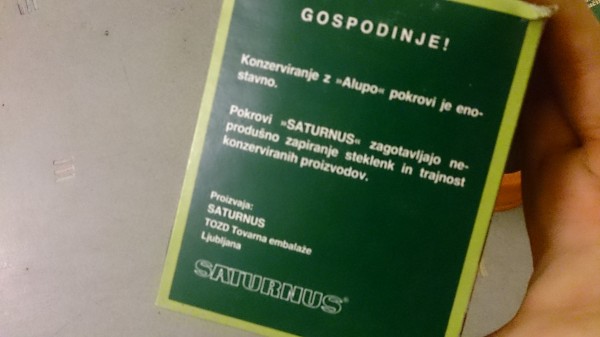 GOSPODINJE!
Konzerviranje z »Alupo« pokrovi je eno-
stavno.
Pokrovi »SATURNUS« zagotavljajo ne-
produšno zapiranje steklenk in trajnost
konzerviranih proizvodov.
Proizvaja:
SATURNUS
TOZD Tovarna embalaže
Ljubljana
SATURNUS